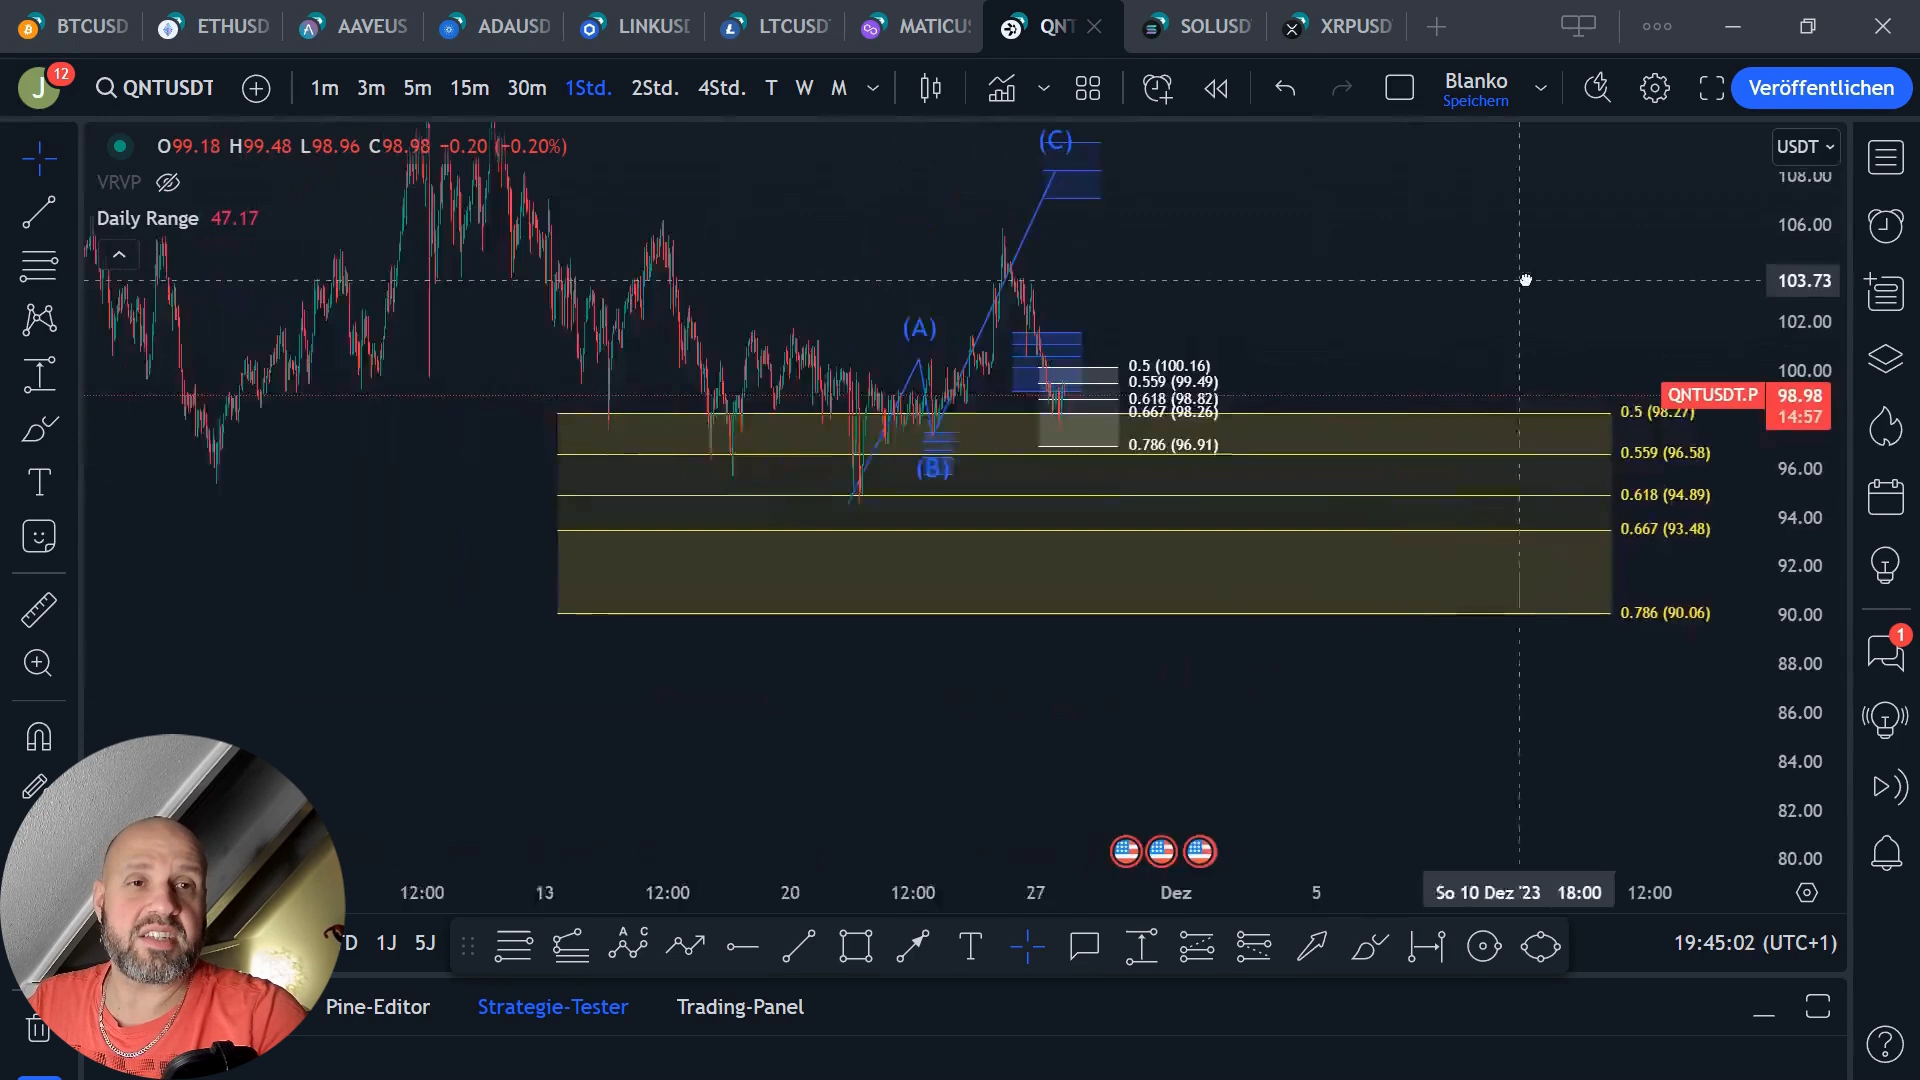 BTCUSD ETHUSD AAVEUS ADAUSD LINKUSD LTCUSDT MATICUS QNT SOLUSD XRPUSD
J 12 QNTUSDT 1m 3m 5m 15m 30m 1Std. 2Std. 4Std. T W M Blanko Speichern Veröffentlichen
O99.18 H99.48 L98.96 C98.98 −0.20 (−0.20%)
VRVP
Daily Range 47.17
USDT
108.00
106.00
103.73
102.00
100.00
QNTUSDT.P 98.98
14:57
96.00
94.00
92.00
90.00
88.00
86.00
84.00
82.00
80.00
(C)
(A)
(B)
0.5 (100.16)
0.559 (99.49)
0.618 (98.82)
0.667 (98.26)
0.786 (96.91)
0.5 (98.27)
0.559 (96.58)
0.618 (94.89)
0.667 (93.48)
0.786 (90.06)
1
12:00 13 12:00 20 12:00 27 Dez 5 So 10 Dez '23 18:00 12:00
D 1J 5J A C T 19:45:02 (UTC+1)
Pine-Editor Strategie-Tester Trading-Panel